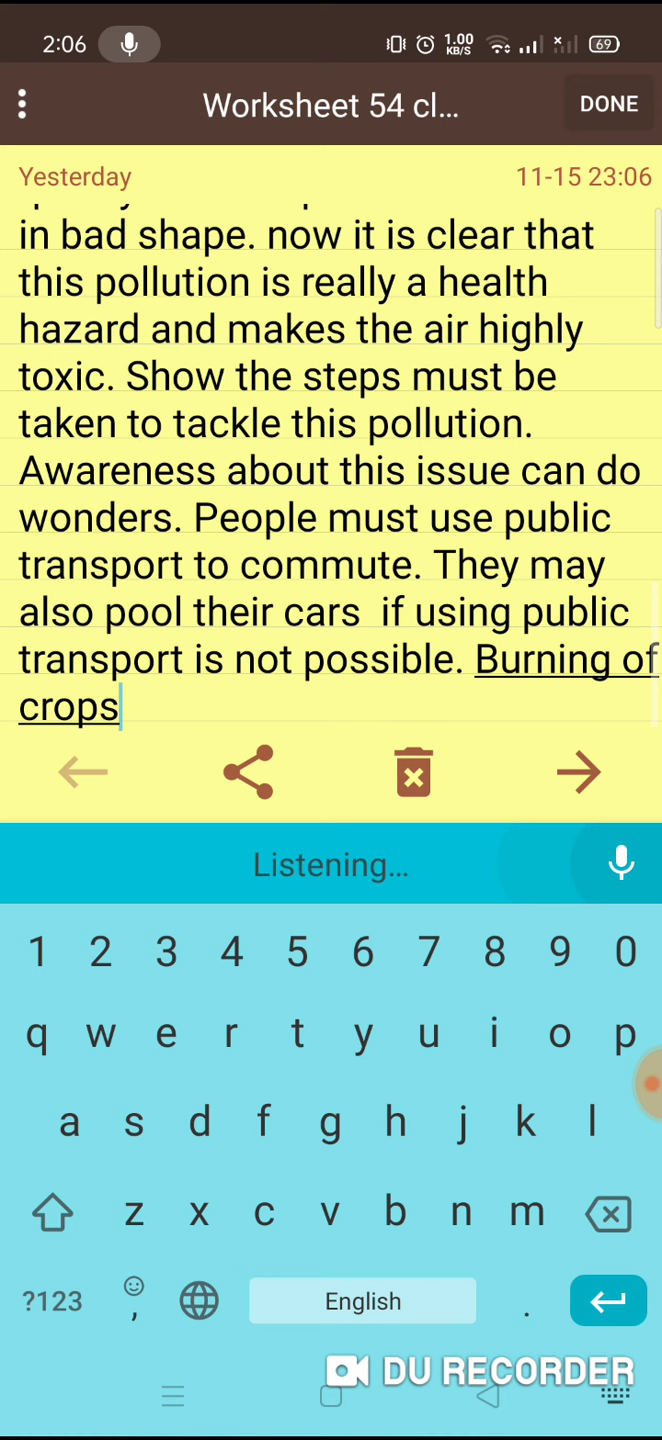 2:06
1.00
KB/S
69
Worksheet 54 cl...
DONE
Yesterday
11-15 23:06
in bad shape. now it is clear that
this pollution is really a health
hazard and makes the air highly
toxic. Show the steps must be
taken to tackle this pollution.
Awareness about this issue can do
wonders. People must use public
transport to commute. They may
also pool their cars  if using public
transport is not possible. Burning of
crops
Listening...
1 2 3 4 5 6 7 8 9 0
q w e r t y u i o p
a s d f g h j k l
z x c v b n m
?123 , English .
DU RECORDER